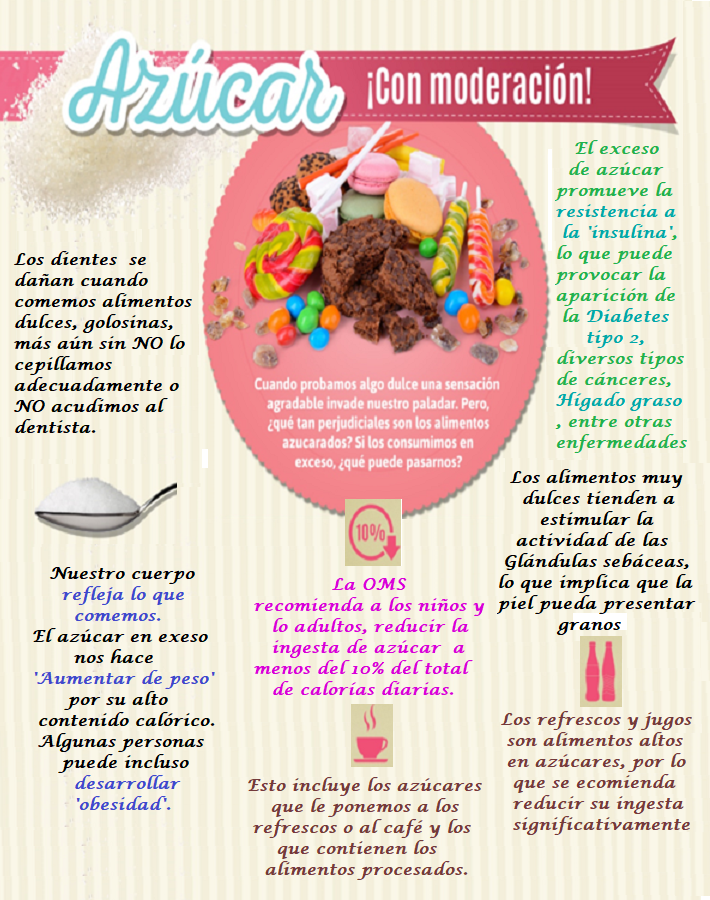 Azúcar ¡Con moderación!
El exceso
de azúcar
promueve la
resistencia a
la 'insulina',
lo que puede
provocar la
aparición de
la Diabetes
tipo 2,
diversos tipos
de cánceres,
Hígado graso
, entre otras
enfermedades
Los dientes se
dañan cuando
comemos alimentos
dulces, golosinas,
más aún sin NO lo
cepillamos
adecuadamente o
NO acudimos al
dentista.
Cuando probamos algo dulce una sensación
agradable invade nuestro paladar. Pero,
¿qué tan perjudiciales son los alimentos
azucarados? Si los consumimos en
exceso, ¿qué puede pasarnos?
Los alimentos muy
dulces tienden a
estimular la
actividad de las
Glándulas sebáceas,
lo que implica que la
piel pueda presentar
granos
10%
Nuestro cuerpo
refleja lo que
comemos.
El azúcar en exeso
nos hace
'Aumentar de peso'
por su alto
contenido calórico.
Algunas personas
puede incluso
desarrollar
'obesidad'.
La OMS
recomienda a los niños y
lo adultos, reducir la
ingesta de azúcar a
menos del 10% del total
de calorías diarias.
Los refrescos y jugos
son alimentos altos
en azúcares, por lo
que se ecomienda
reducir su ingesta
significativamente
Esto incluye los azúcares
que le ponemos a los
refrescos o al café y los
que contienen los
alimentos procesados.